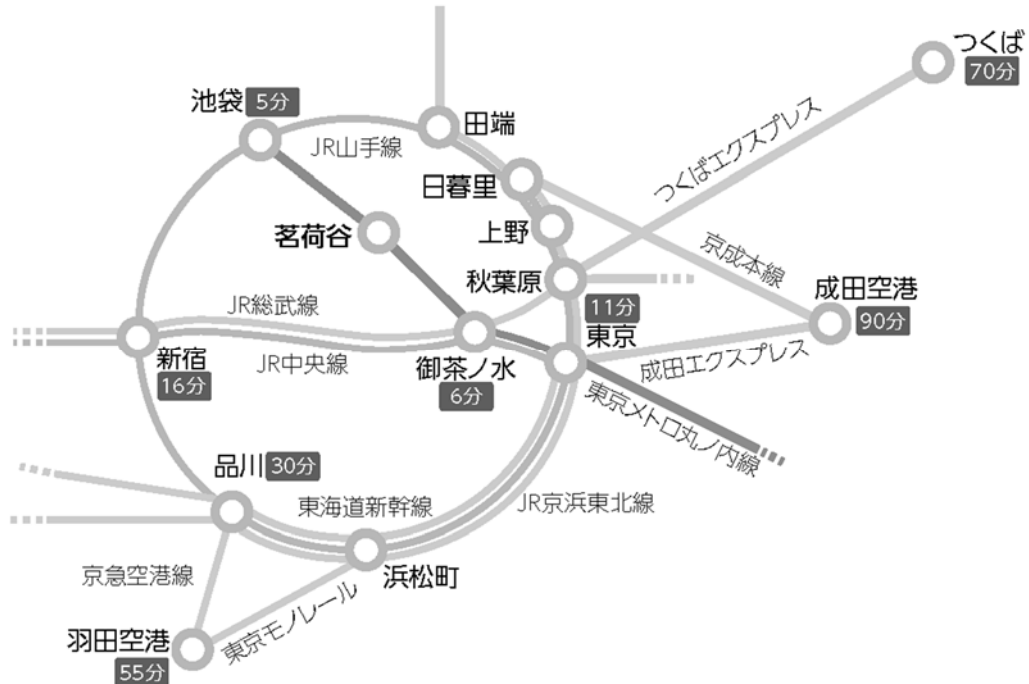 つくば
70分
池袋 5分
田端
JR山手線
つくばエクスプレス
日暮里
茗荷谷
上野
京成本線
秋葉原
11分
成田空港
90分
JR総武線
東京
新宿
16分
JR中央線
御茶ノ水
6分
成田エクスプレス
東京メトロ丸ノ内線
品川 30分
東海道新幹線
JR京浜東北線
京急空港線
浜松町
東京モノレール
羽田空港
55分